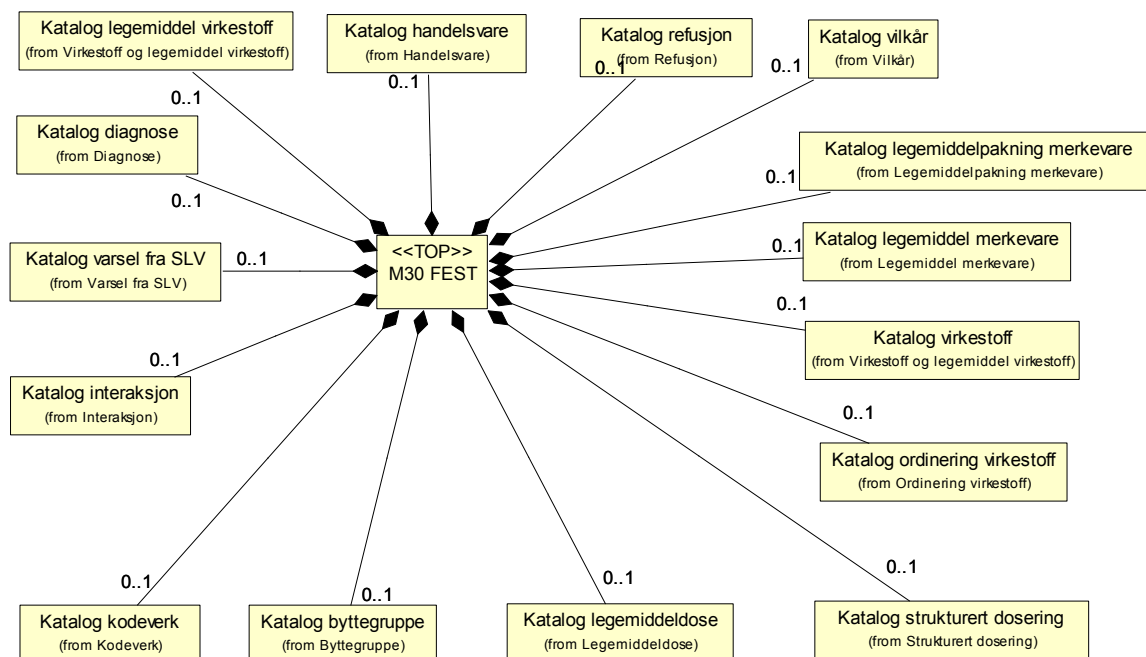 Katalog legemiddel virkestoff
(from Virkestoff og legemiddel virkestoff)
0..1
Katalog handelsvare
(from Handelsvare)
0..1
Katalog refusjon
(from Refusjon)
0..1
Katalog vilkår
(from Vilkår)
0..1
Katalog diagnose
(from Diagnose)
0..1
Katalog legemiddelpakning merkevare
(from Legemiddelpakning merkevare)
0..1
<<TOP>>
M30 FEST
Katalog varsel fra SLV
(from Varsel fra SLV)
0..1
Katalog legemiddel merkevare
(from Legemiddel merkevare)
0..1
Katalog virkestoff
(from Virkestoff og legemiddel virkestoff)
0..1
Katalog interaksjon
(from Interaksjon)
0..1
Katalog ordinering virkestoff
(from Ordinering virkestoff)
0..1
Katalog kodeverk
(from Kodeverk)
0..1
Katalog byttegruppe
(from Byttegruppe)
0..1
Katalog legemiddeldose
(from Legemiddeldose)
0..1
Katalog strukturert dosering
(from Strukturert dosering)
0..1